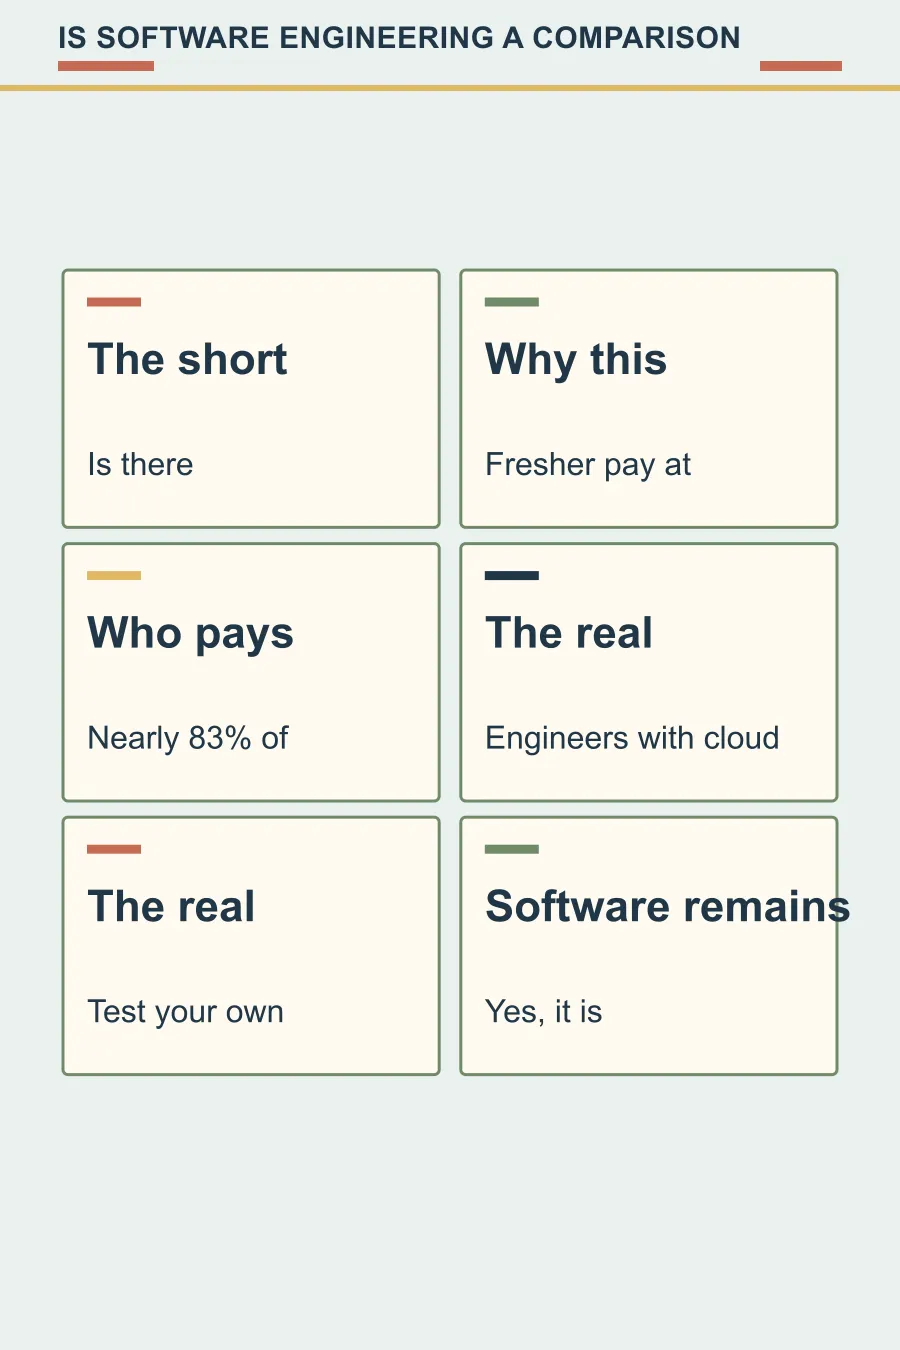 IS SOFTWARE ENGINEERING A COMPARISON
The short
Is there
Why this
Fresher pay at
Who pays
Nearly 83% of
The real
Engineers with cloud
The real
Test your own
Software remains
Yes, it is